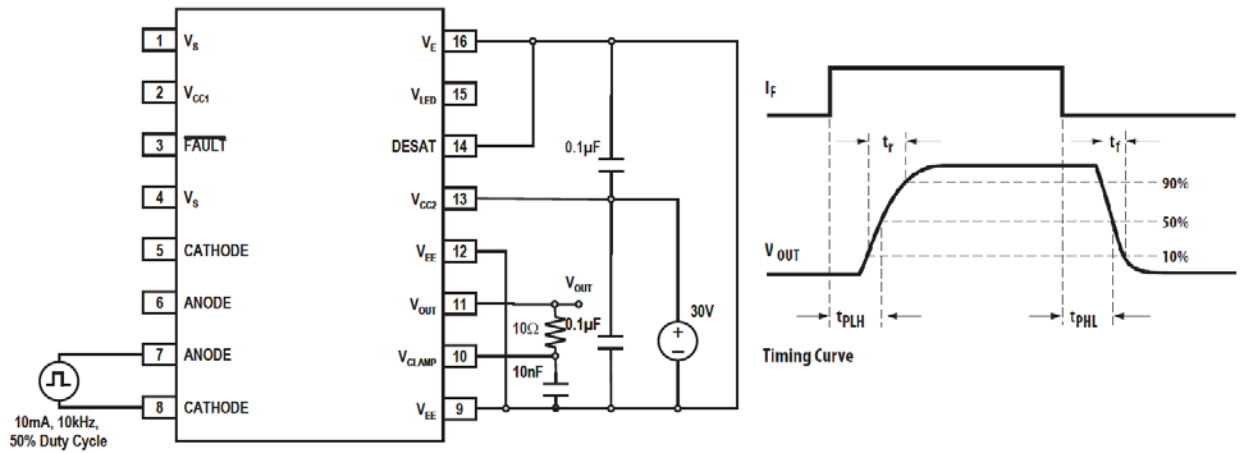 1 VS
2 VCC1
3 FAULT
4 VS
5 CATHODE
6 ANODE
7 ANODE
8 CATHODE
10mA, 10kHz,
50% Duty Cycle
VE 16
VLED 15
DESAT 14
VCC2 13
VEE 12
VOUT 11
VCLAMP 10
VEE 9
0.1µF
VOUT
10Ω
0.1µF
10nF
30V
+
−
IF
tr
tf
90%
50%
10%
V OUT
tPLH
tPHL
Timing Curve